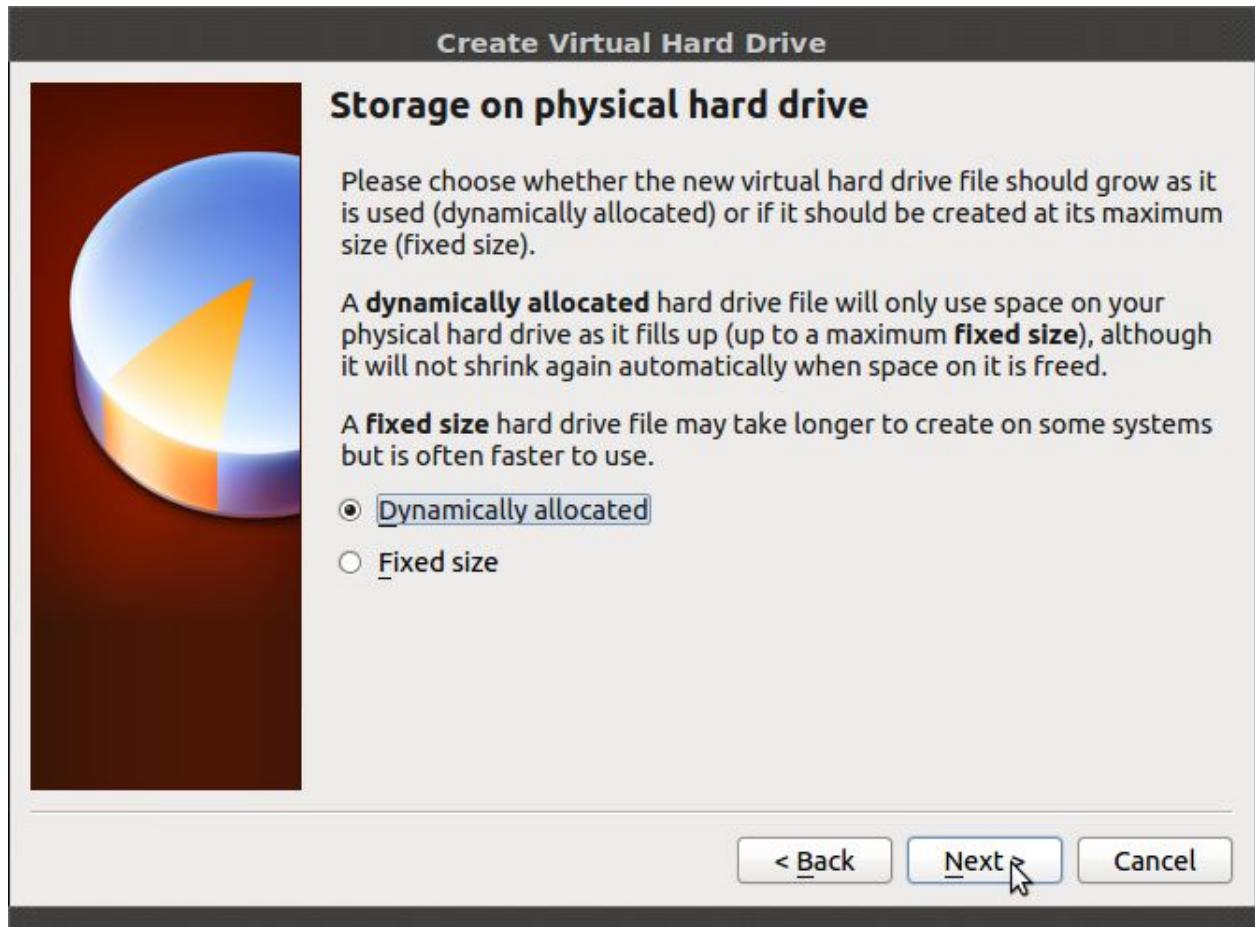 Create Virtual Hard Drive
Storage on physical hard drive
Please choose whether the new virtual hard drive file should grow as it
is used (dynamically allocated) or if it should be created at its maximum
size (fixed size).
A dynamically allocated hard drive file will only use space on your
physical hard drive as it fills up (up to a maximum fixed size), although
it will not shrink again automatically when space on it is freed.
A fixed size hard drive file may take longer to create on some systems
but is often faster to use.
Dynamically allocated
Fixed size
< Back Next > Cancel